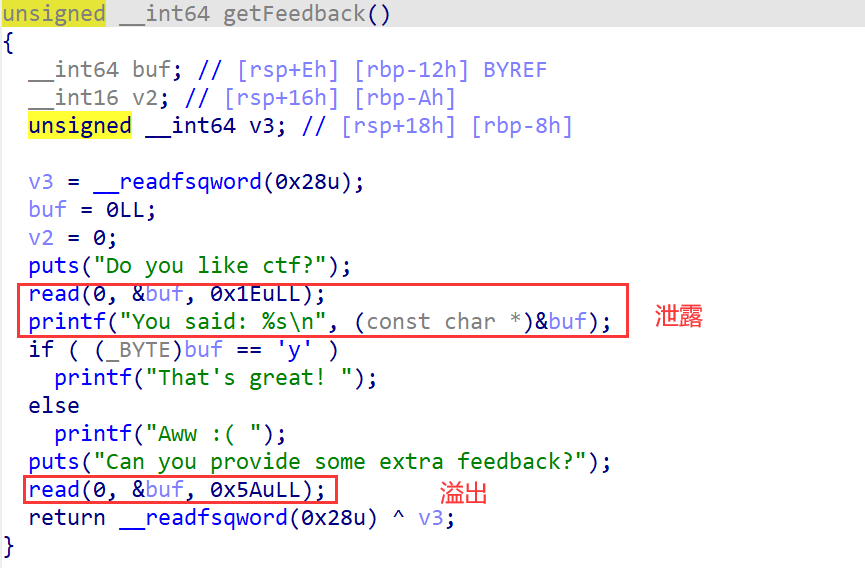 unsigned __int64 getFeedback()
{
__int64 buf; // [rsp+Eh] [rbp-12h] BYREF
__int16 v2; // [rsp+16h] [rbp-Ah]
unsigned __int64 v3; // [rsp+18h] [rbp-8h]
v3 = __readfsqword(0x28u);
buf = 0LL;
v2 = 0;
puts("Do you like ctf?");
read(0, &buf, 0x1EuLL);
printf("You said: %s\n", (const char *)&buf);
泄露
if ( (_BYTE)buf == 'y' )
printf("That's great! ");
else
printf("Aww :( ");
puts("Can you provide some extra feedback?");
read(0, &buf, 0x5AuLL);
溢出
return __readfsqword(0x28u) ^ v3;
}